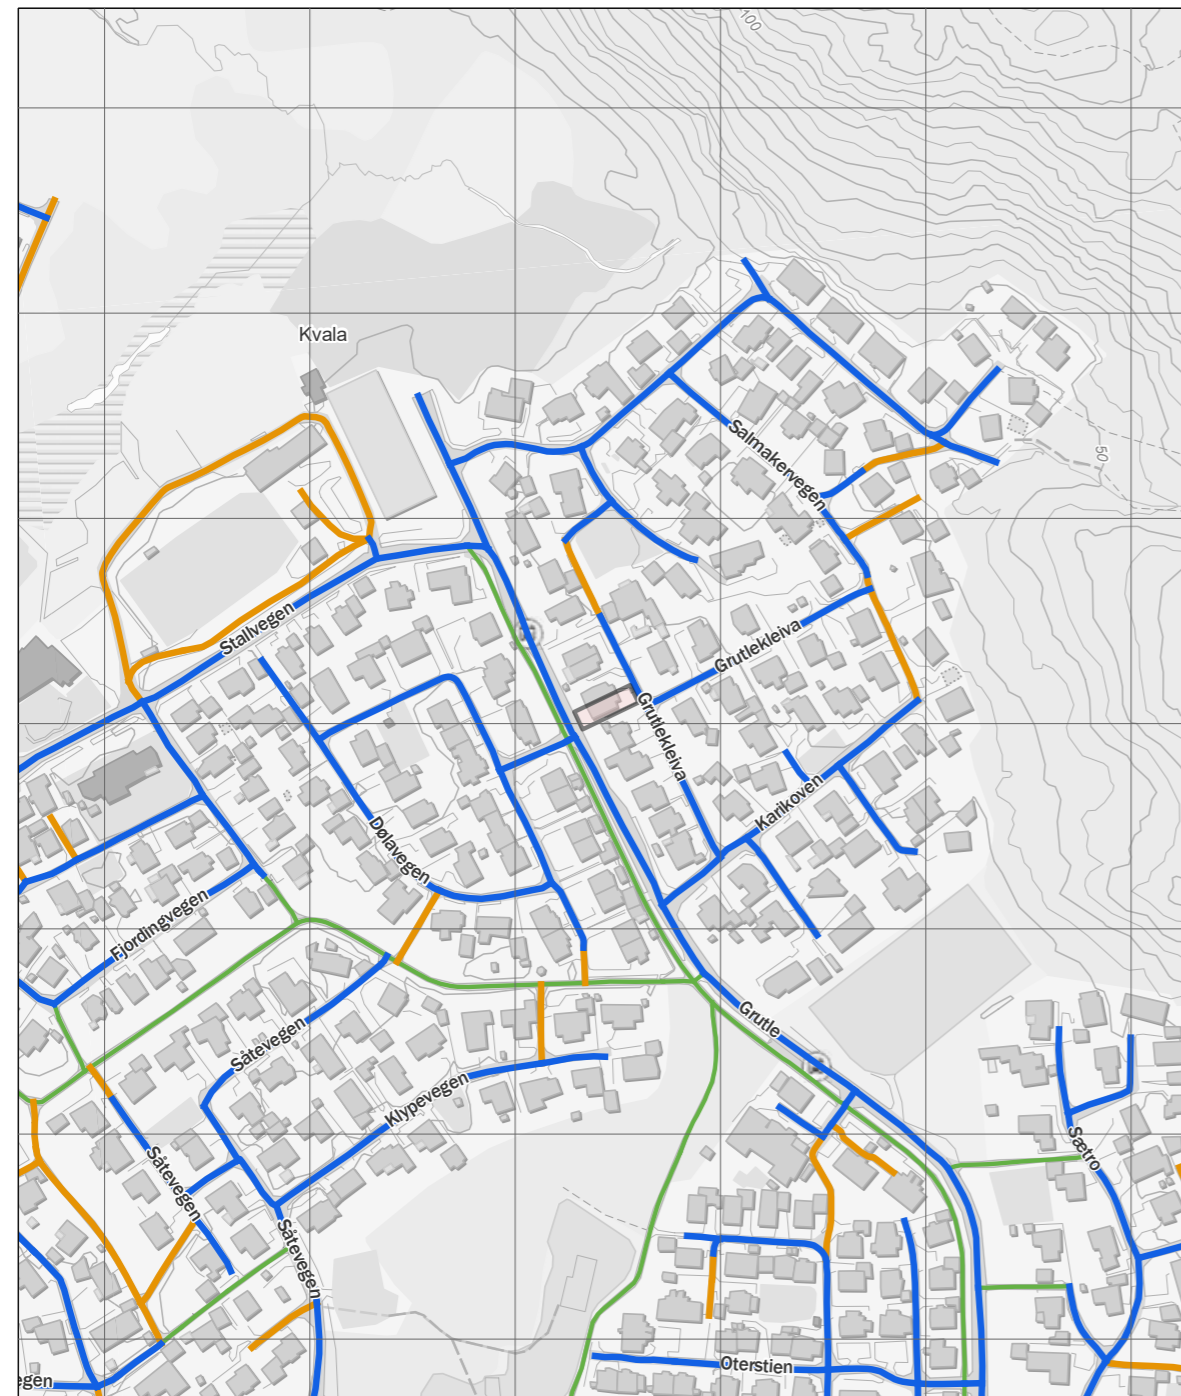 100
Kvala
Salmakervegen
50
Stallvegen
Grutlekleiva
Grutlekleiva
Dølavegen
Karikoven
Fjordingvegen
Grutle
Såtevegen
Klypevegen
Såtevegen
Sætro
Såtevegen
Oterstien
egen